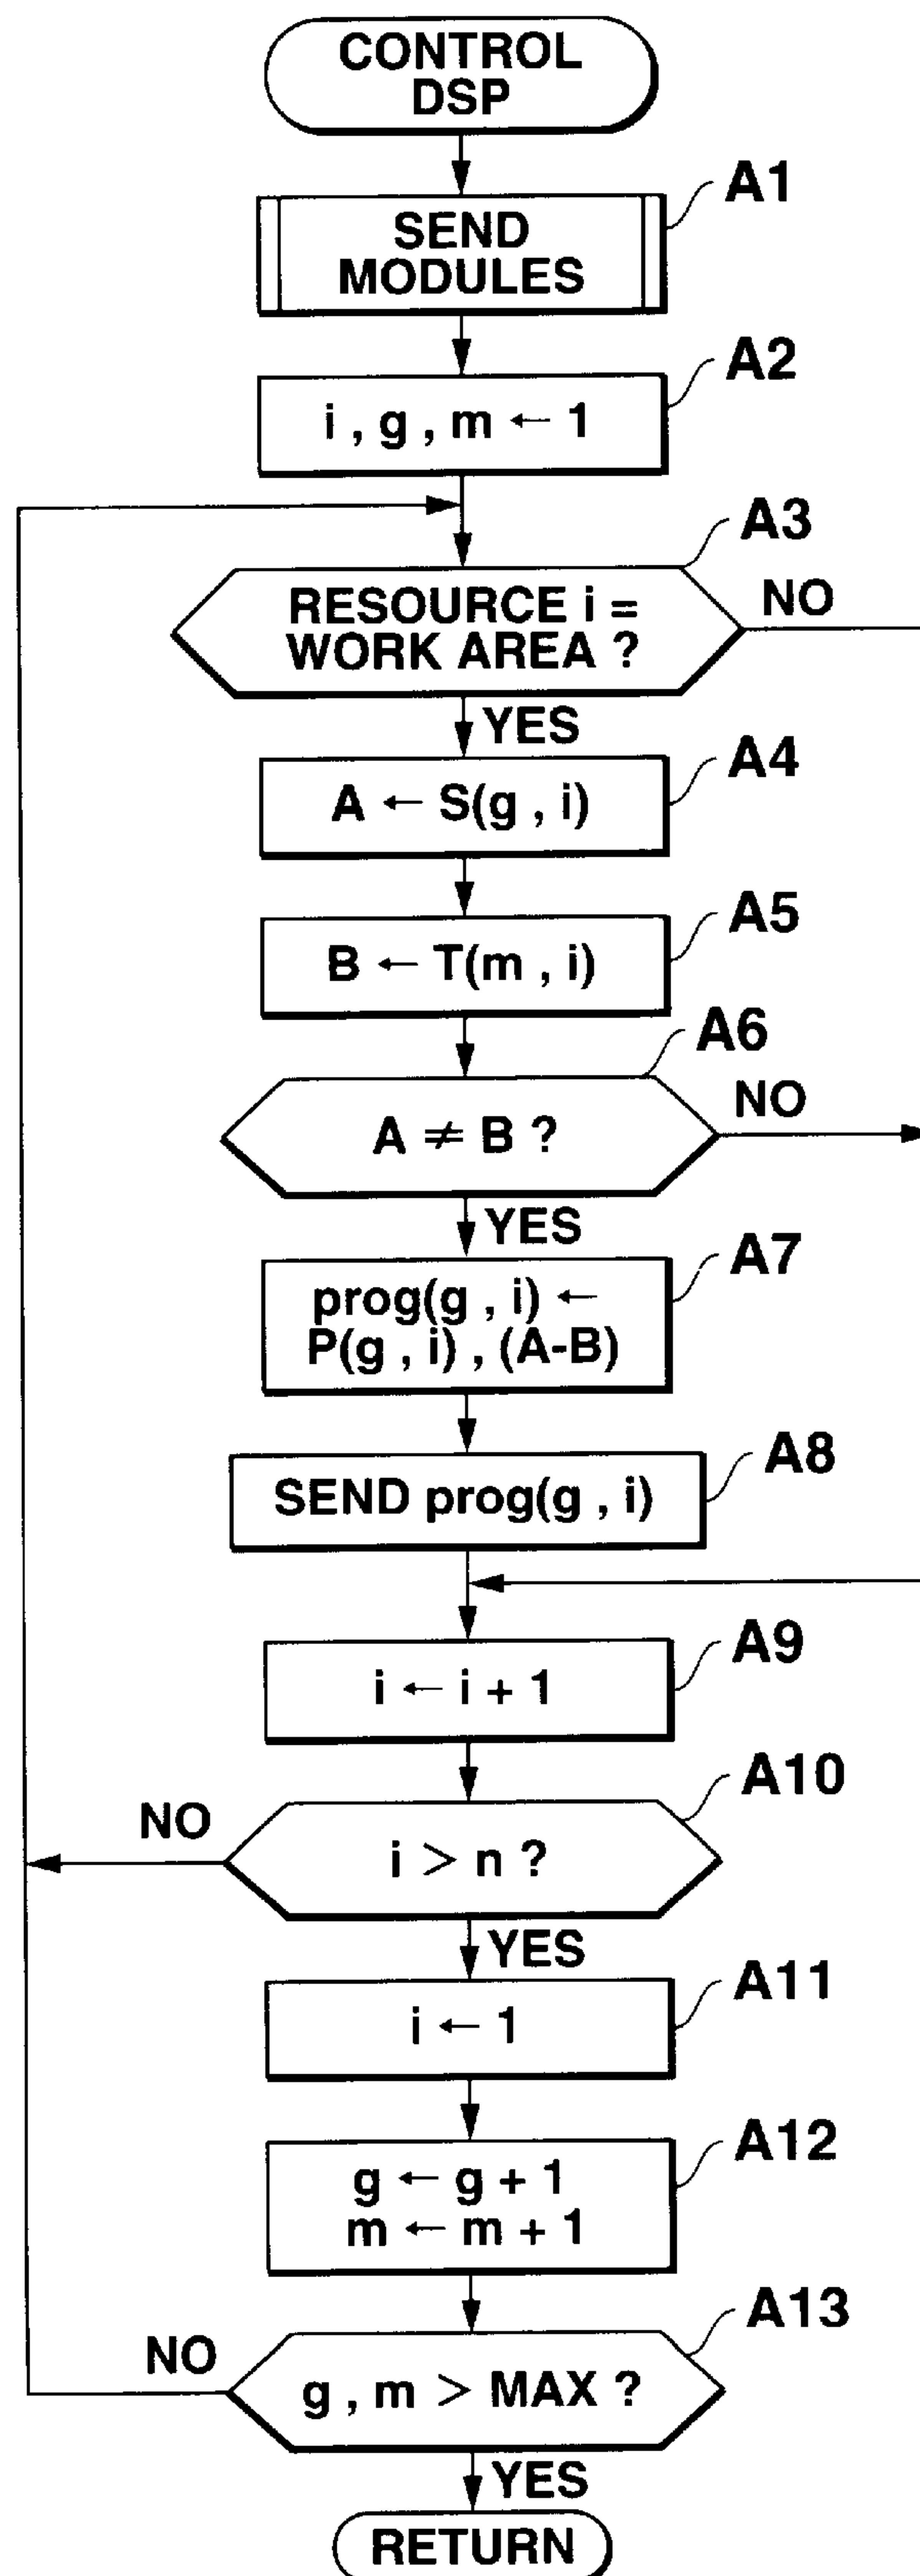 CONTROL
DSP
A1
SEND
MODULES
A2
i , g , m ← 1
A3
RESOURCE i =
WORK AREA ?
NO
YES
A4
A ← S(g , i)
A5
B ← T(m , i)
A6
A ≠ B ?
NO
YES
A7
prog(g , i) ←
P(g , i) , (A-B)
A8
SEND prog(g , i)
A9
i ← i + 1
A10
NO
i > n ?
YES
A11
i ← 1
A12
g ← g + 1
m ← m + 1
A13
NO
g , m > MAX ?
YES
RETURN